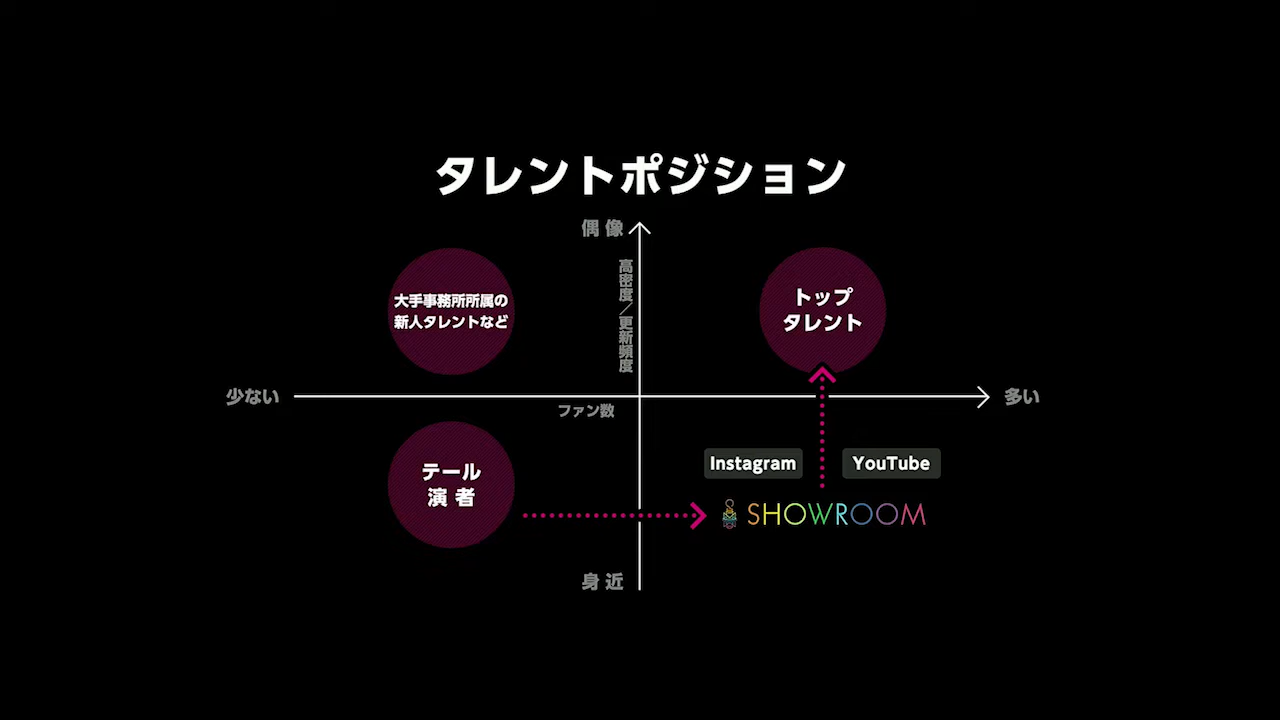 タレントポジション
偶像
高密度／更新頻度
大手事務所所属の
新人タレントなど
トップ
タレント
少ない
多い
ファン数
テール
演者
Instagram
YouTube
SHOWROOM
身近